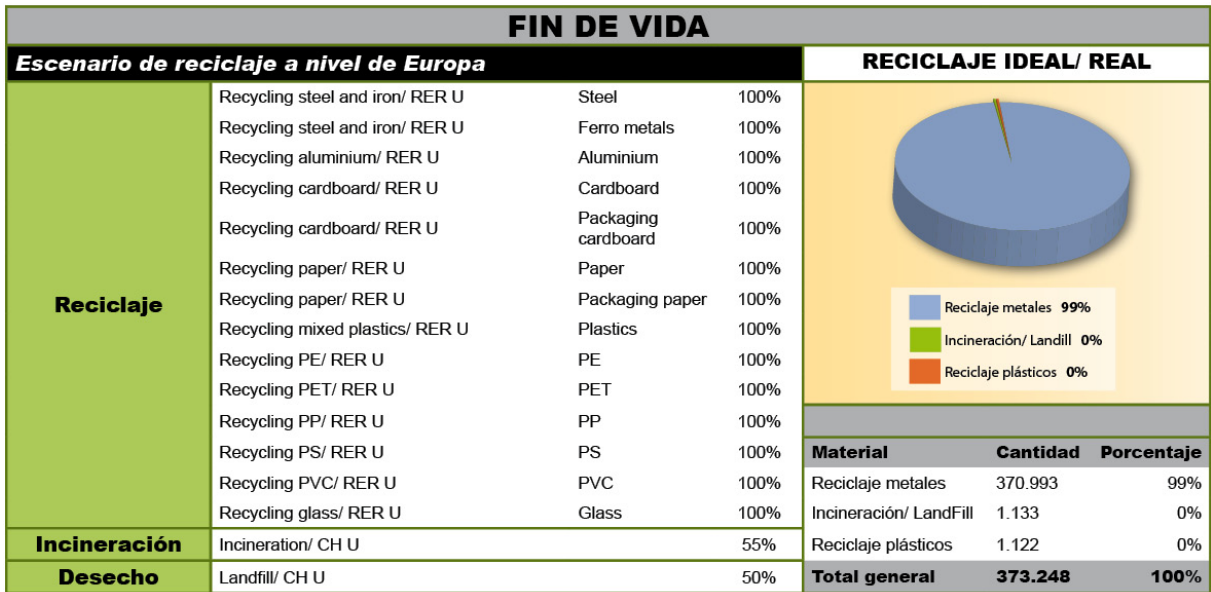 FIN DE VIDA
Escenario de reciclaje a nivel de Europa
Reciclaje
Recycling steel and iron/ RER U Steel 100%
Recycling steel and iron/ RER U Ferro metals 100%
Recycling aluminium/ RER U Aluminium 100%
Recycling cardboard/ RER U Cardboard 100%
Recycling cardboard/ RER U Packaging cardboard 100%
Recycling paper/ RER U Paper 100%
Recycling paper/ RER U Packaging paper 100%
Recycling mixed plastics/ RER U Plastics 100%
Recycling PE/ RER U PE 100%
Recycling PET/ RER U PET 100%
Recycling PP/ RER U PP 100%
Recycling PS/ RER U PS 100%
Recycling PVC/ RER U PVC 100%
Recycling glass/ RER U Glass 100%
Incineración Incineration/ CH U 55%
Desecho Landfill/ CH U 50%
RECICLAJE IDEAL/ REAL
Reciclaje metales 99%
Incineración/ Landill 0%
Reciclaje plásticos 0%
Material Cantidad Porcentaje
Reciclaje metales 370.993 99%
Incineración/ LandFill 1.133 0%
Reciclaje plásticos 1.122 0%
Total general 373.248 100%